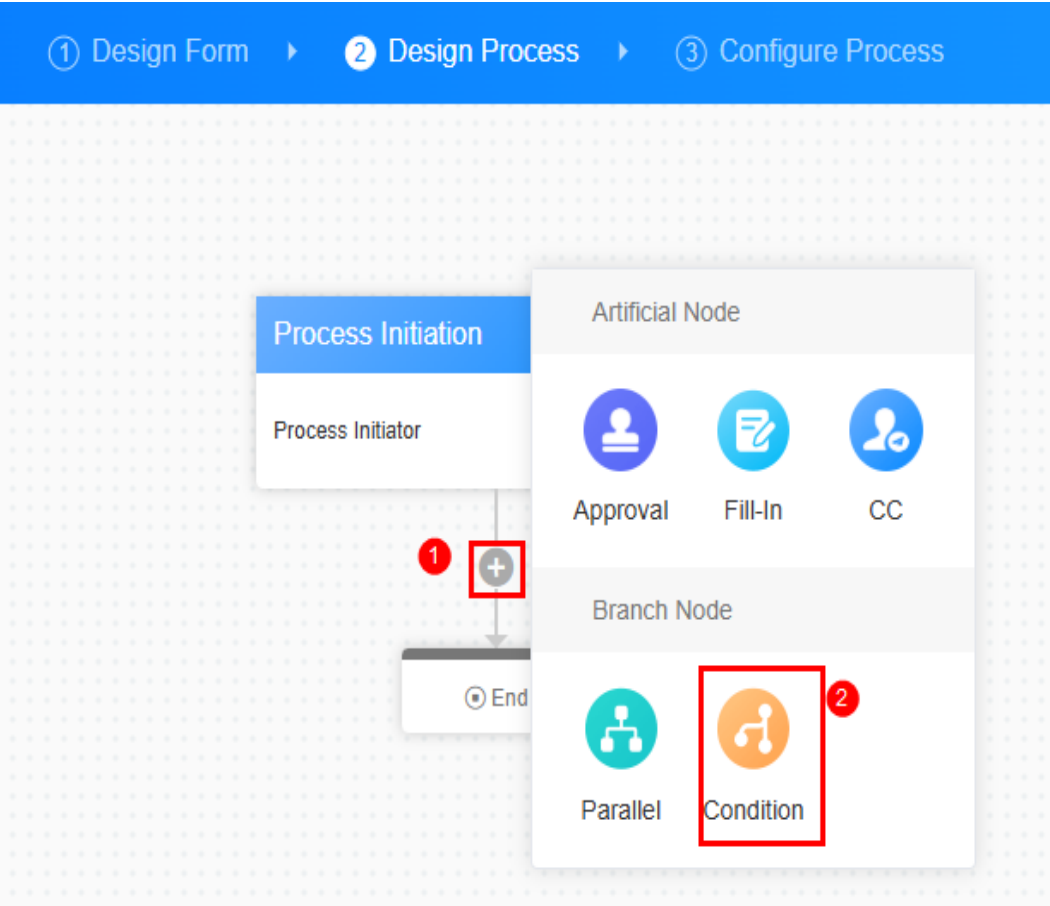 1 Design Form 2 Design Process 3 Configure Process
Process Initiation
Process Initiator
1
End
Artificial Node
Approval Fill-In CC
Branch Node
2
Parallel Condition